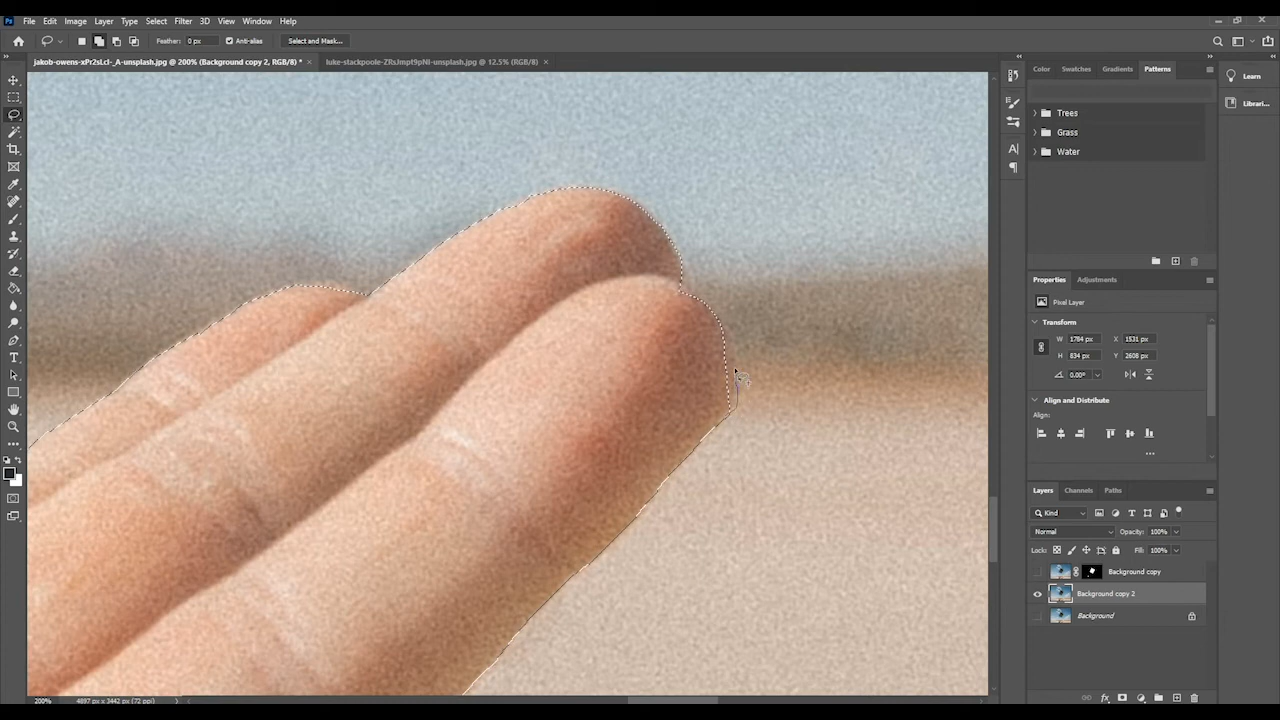 Ps File Edit Image Layer Type Select Filter 3D View Window Help
Feather: 0 px Anti-alias Select and Mask...
jakob-owens-xPr2sLcI-_A-unsplash.jpg @ 200% (Background copy 2, RGB/8) *
luke-stackpoole-ZRsJmpt9pNI-unsplash.jpg @ 12.5% (RGB/8)
Color Swatches Gradients Patterns
Learn
Librari...
Trees
Grass
Water
Properties Adjustments
Pixel Layer
Transform
W 1784 px X 1531 px
H 834 px Y 2608 px
0.00°
Align and Distribute
Align:
Layers Channels Paths
Kind
Normal Opacity: 100%
Lock: Fill: 100%
Background copy
Background copy 2
Background
200% 4897 px x 3442 px (72 ppi)